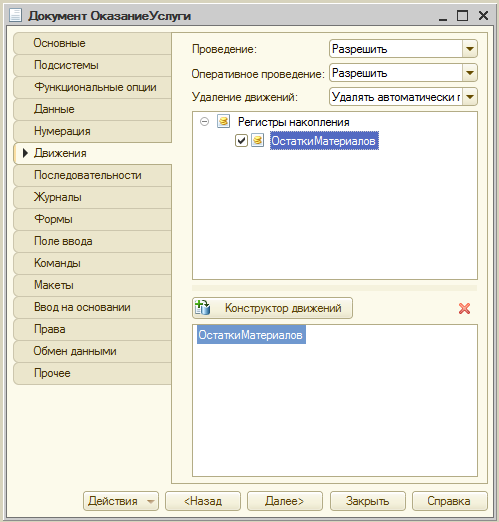 Документ ОказаниеУслуги
Основные
Подсистемы
Функциональные опции
Данные
Нумерация
Движения
Последовательности
Журналы
Формы
Поле ввода
Команды
Макеты
Ввод на основании
Права
Обмен данными
Прочее
Проведение: Разрешить
Оперативное проведение: Разрешить
Удаление движений: Удалять автоматически г
Регистры накопления
ОстаткиМатериалов
Конструктор движений
ОстаткиМатериалов
Действия <Назад Далее> Закрыть Справка